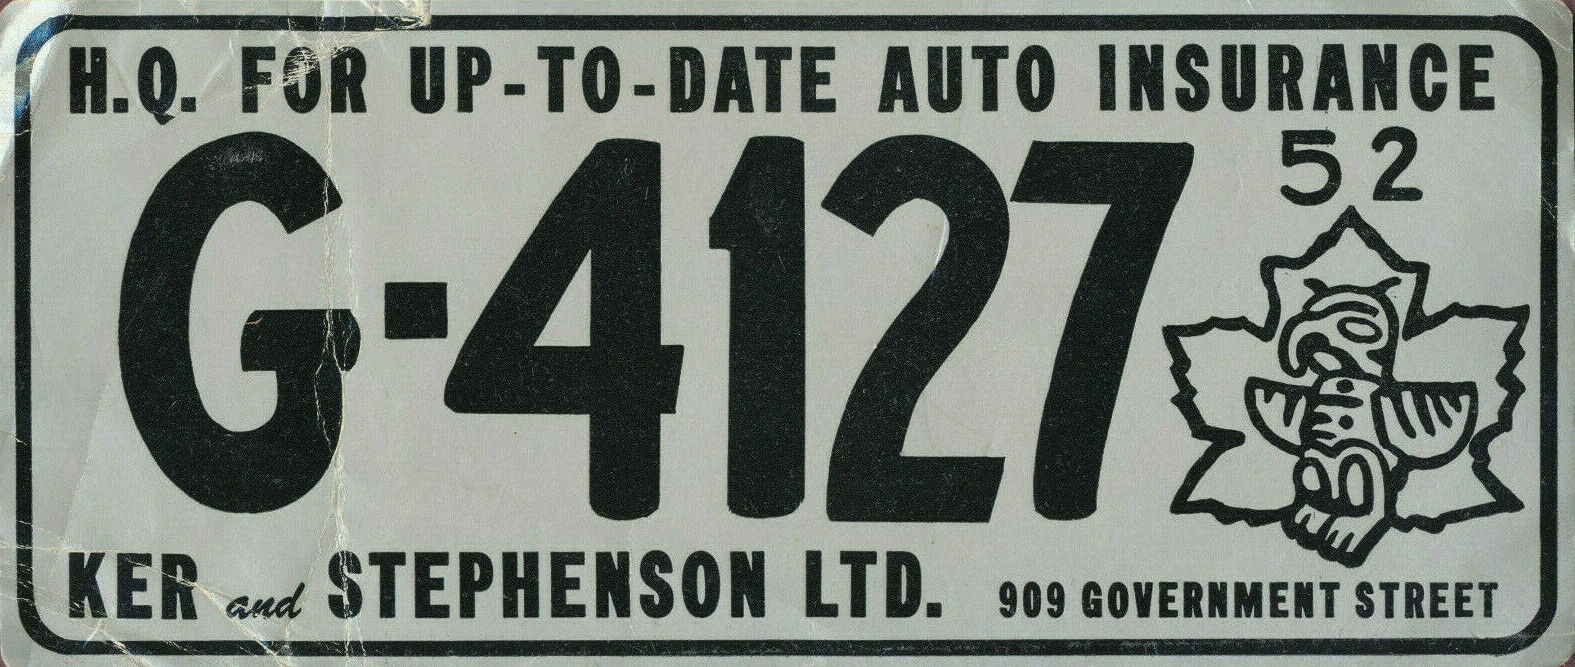 H.Q. FOR UP-TO-DATE AUTO INSURANCE
G-4127
52
KER and STEPHENSON LTD. 909 GOVERNMENT STREET